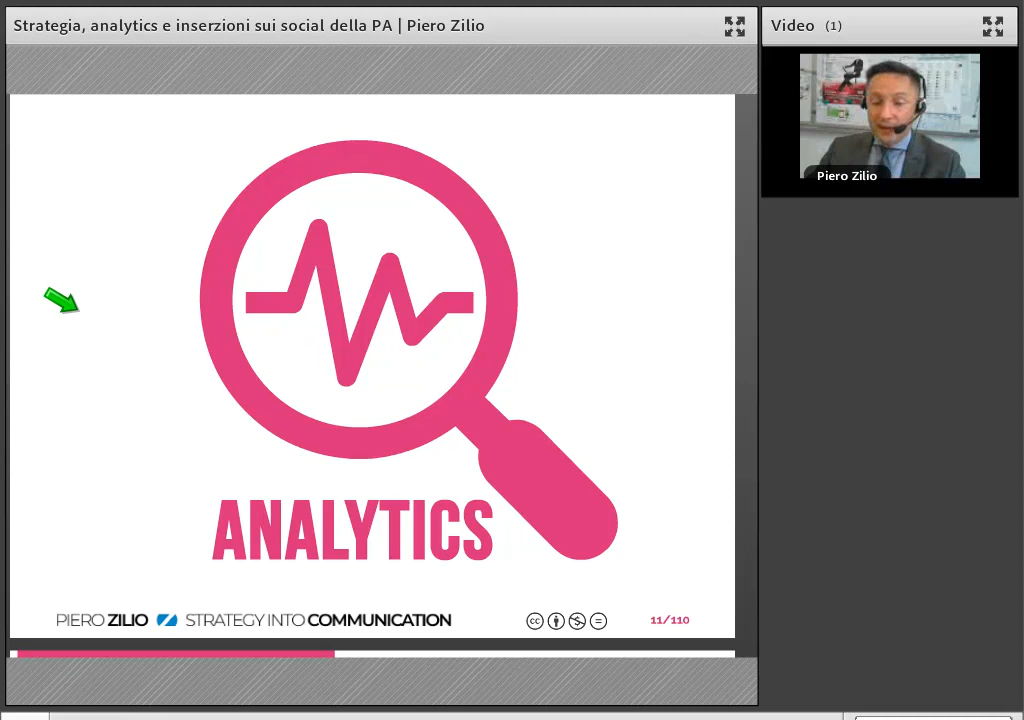 Strategia, analytics e inserzioni sui social della PA | Piero Zilio
Video (1)
Piero Zilio
ANALYTICS
PIERO ZILIO STRATEGY INTO COMMUNICATION
cc
11/110